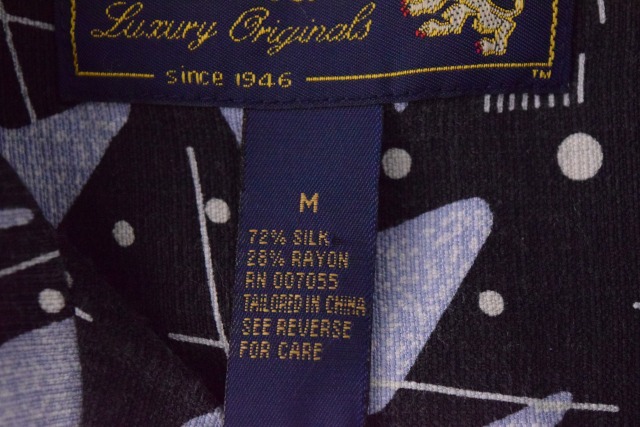 Luxury Originals
since 1946
TM
M
72% SILK
28% RAYON
RN 007055
TAILORED IN CHINA
SEE REVERSE
FOR CARE